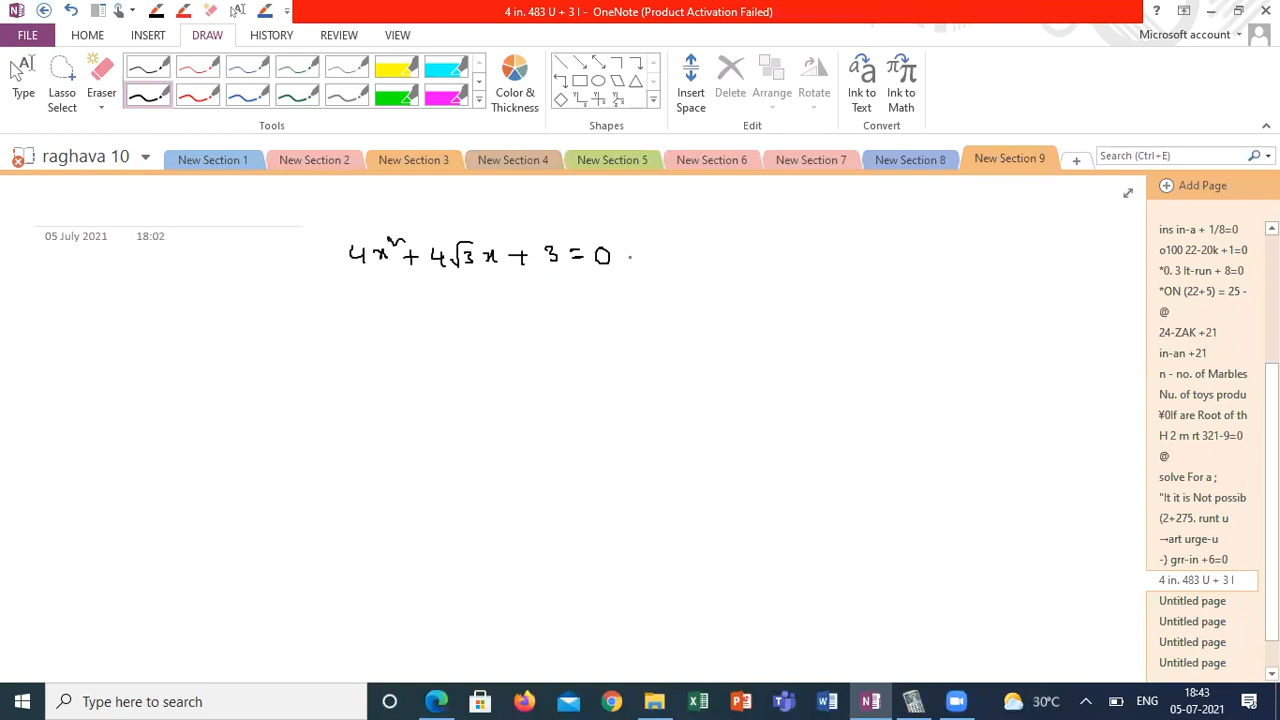 4 in. 483 U + 3 l - OneNote (Product Activation Failed)
FILE HOME INSERT DRAW HISTORY REVIEW VIEW
Microsoft account
Type Lasso Select Eraser Color & Thickness Insert Space Delete Arrange Rotate Ink to Text Ink to Math
Tools Shapes Edit Convert
raghava 10 New Section 1 New Section 2 New Section 3 New Section 4 New Section 5 New Section 6 New Section 7 New Section 8 New Section 9 Search (Ctrl+E)
Add Page
05 July 2021 18:02
4x² + 4√3x + 3 = 0
ins in-a + 1/8=0
o100 22-20k +1=0
*0. 3 lt-run + 8=0
*ON (22+5) = 25 -
@
24-ZAK +21
in-an +21
n - no. of Marbles
Nu. of toys produ
¥0lf are Root of th
H 2 m rt 321-9=0
@
solve For a ;
"It it is Not possib
(2+275. runt u
→art urge-u
-) grr-in +6=0
4 in. 483 U + 3 l
Untitled page
Untitled page
Untitled page
Untitled page
Type here to search
30°C ENG 18:43
05-07-2021